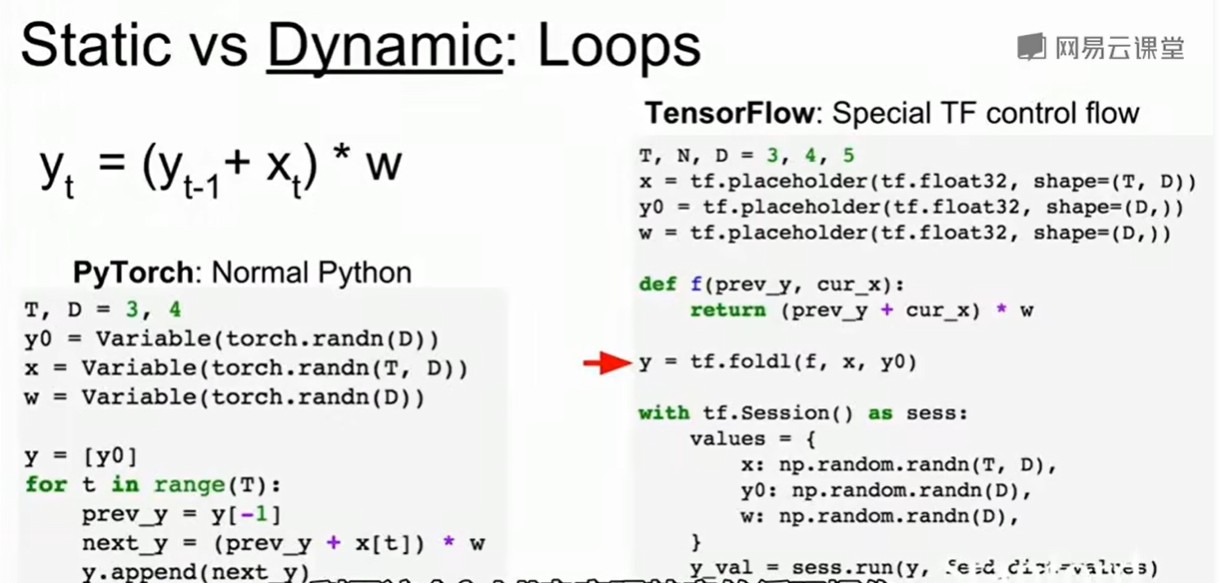 Static vs Dynamic: Loops
网易云课堂
y_t = (y_{t-1} + x_t) * w
PyTorch: Normal Python
T, D = 3, 4
y0 = Variable(torch.randn(D))
x = Variable(torch.randn(T, D))
w = Variable(torch.randn(D))
y = [y0]
for t in range(T):
    prev_y = y[-1]
    next_y = (prev_y + x[t]) * w
    y.append(next_y)
TensorFlow: Special TF control flow
T, N, D = 3, 4, 5
x = tf.placeholder(tf.float32, shape=(T, D))
y0 = tf.placeholder(tf.float32, shape=(D,))
w = tf.placeholder(tf.float32, shape=(D,))
def f(prev_y, cur_x):
    return (prev_y + cur_x) * w
y = tf.foldl(f, x, y0)
with tf.Session() as sess:
    values = {
        x: np.random.randn(T, D),
        y0: np.random.randn(D),
        w: np.random.randn(D),
    }
    y_val = sess.run(y, feed_dict=values)